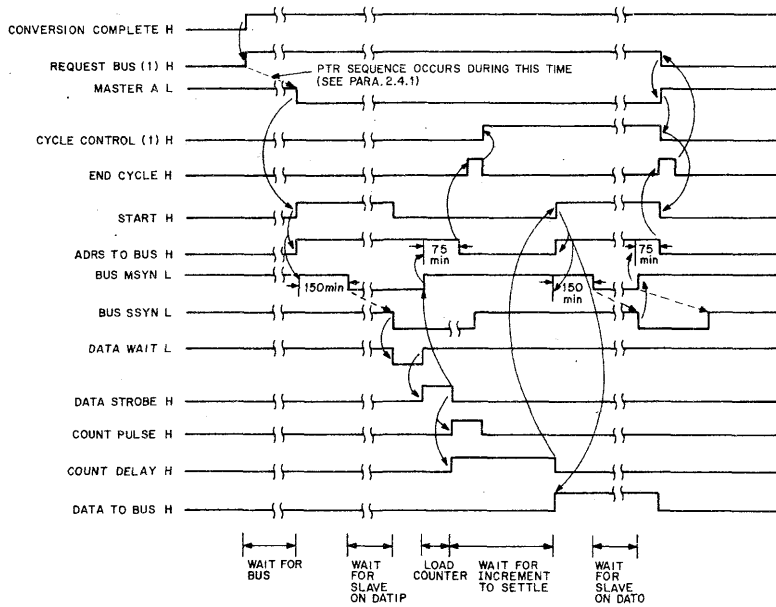 CONVERSION COMPLETE H
REQUEST BUS (1) H
PTR SEQUENCE OCCURS DURING THIS TIME
(SEE PARA. 2.4.1)
MASTER A L
CYCLE CONTROL (1) H
END CYCLE H
START H
ADRS TO BUS H
75
min
75
min
BUS MSYN L
150min
150
min
BUS SSYN L
DATA WAIT L
DATA STROBE H
COUNT PULSE H
COUNT DELAY H
DATA TO BUS H
WAIT FOR
BUS
WAIT
FOR
SLAVE
ON DATIP
LOAD
COUNTER
WAIT FOR
INCREMENT
TO SETTLE
WAIT
FOR
SLAVE
ON DATO